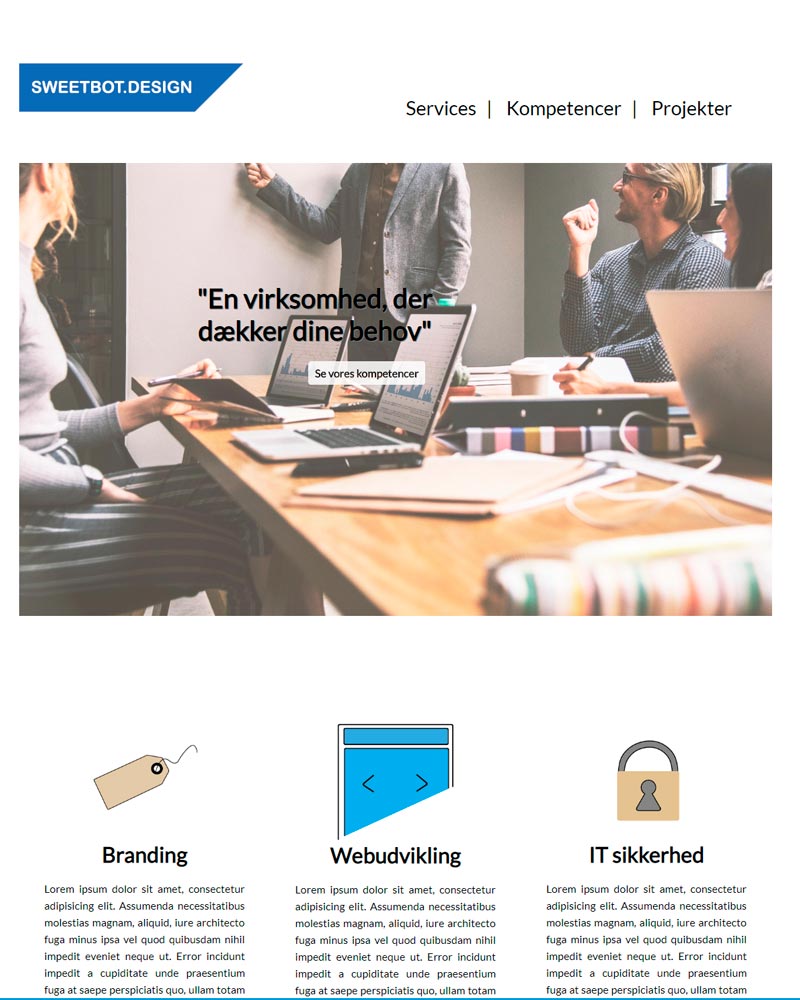 SWEETBOT.DESIGN
Services | Kompetencer | Projekter
"En virksomhed, der
dækker dine behov"
Se vores kompetencer
Branding
Lorem ipsum dolor sit amet, consectetur
adipisicing elit. Assumenda necessitatibus
molestias magnam, aliquid, iure architecto
fuga minus ipsa vel quod quibusdam nihil
impedit eveniet neque ut. Error incidunt
impedit a cupiditate unde praesentium
fuga at saepe perspiciatis quo, ullam totam
Webudvikling
Lorem ipsum dolor sit amet, consectetur
adipisicing elit. Assumenda necessitatibus
molestias magnam, aliquid, iure architecto
fuga minus ipsa vel quod quibusdam nihil
impedit eveniet neque ut. Error incidunt
impedit a cupiditate unde praesentium
fuga at saepe perspiciatis quo, ullam totam
IT sikkerhed
Lorem ipsum dolor sit amet, consectetur
adipisicing elit. Assumenda necessitatibus
molestias magnam, aliquid, iure architecto
fuga minus ipsa vel quod quibusdam nihil
impedit eveniet neque ut. Error incidunt
impedit a cupiditate unde praesentium
fuga at saepe perspiciatis quo, ullam totam